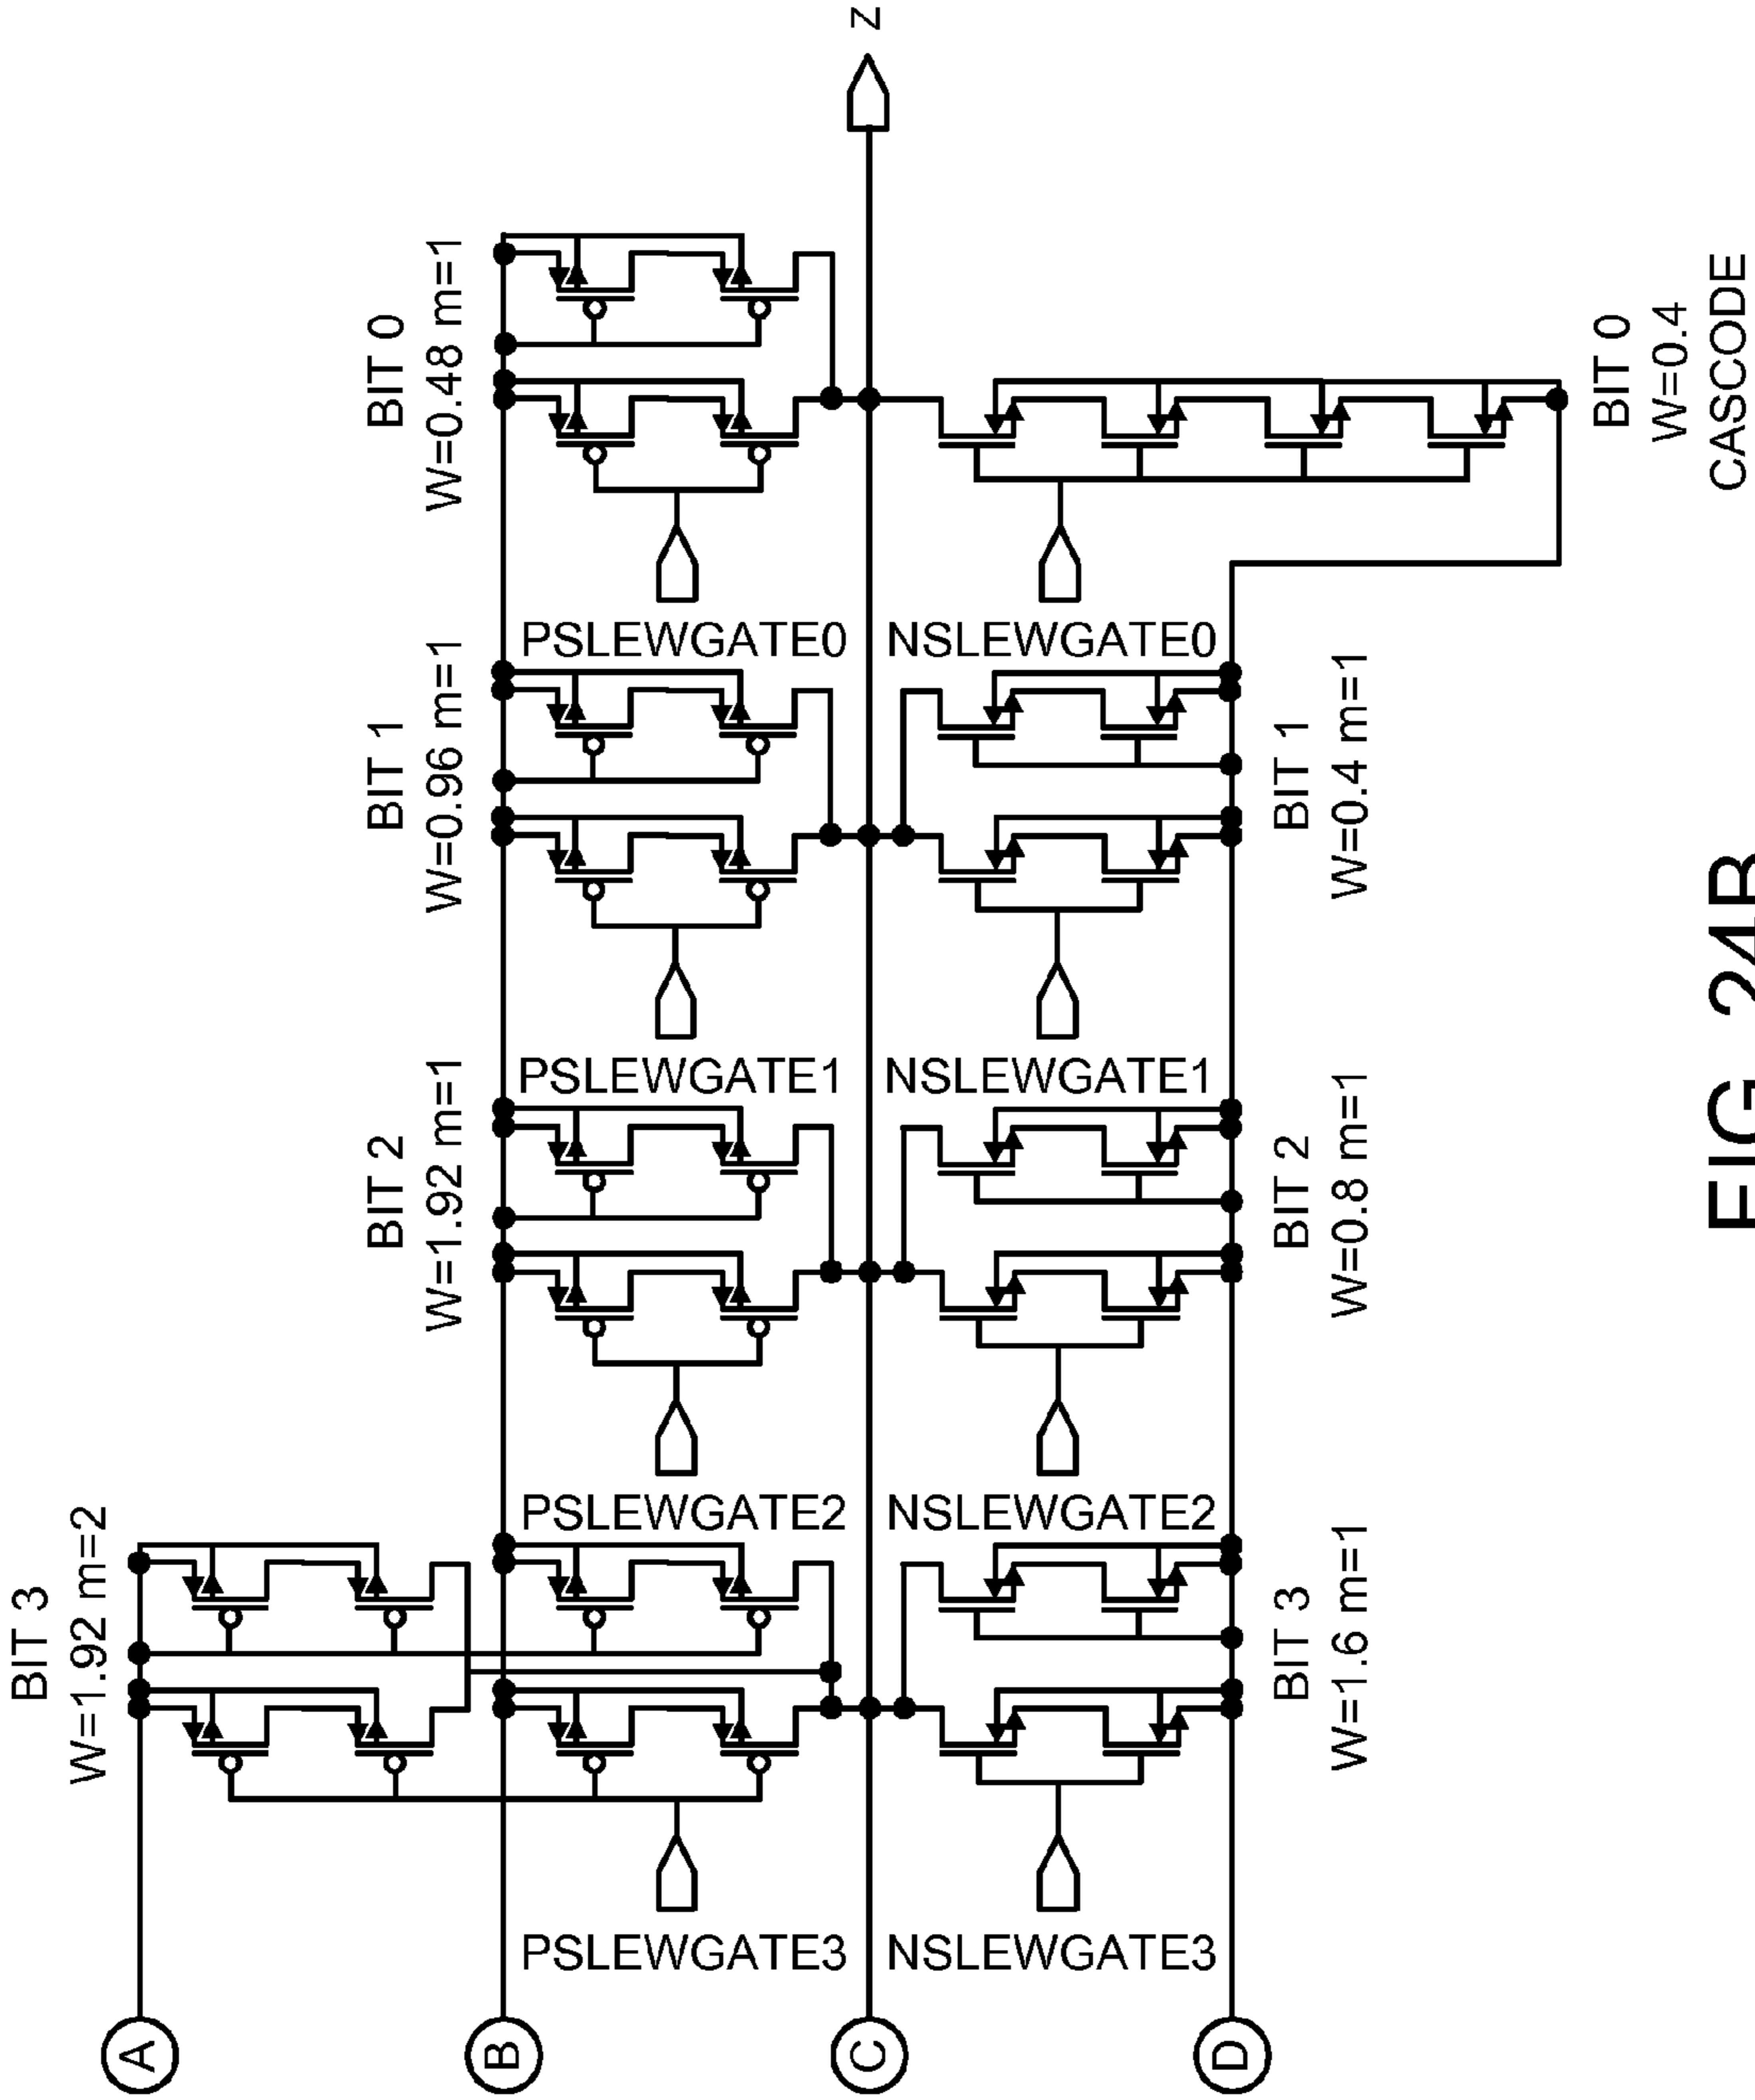 A
BIT 3
W=1.92 m=2
B
BIT 2
W=1.92 m=1
BIT 1
W=0.96 m=1
BIT 0
W=0.48 m=1
PSLEWGATE3
PSLEWGATE2
PSLEWGATE1
PSLEWGATE0
C
z
NSLEWGATE3
NSLEWGATE2
NSLEWGATE1
NSLEWGATE0
D
BIT 3
W=1.6 m=1
BIT 2
W=0.8 m=1
BIT 1
W=0.4 m=1
BIT 0
W=0.4
CASCODE
FIG. 24B